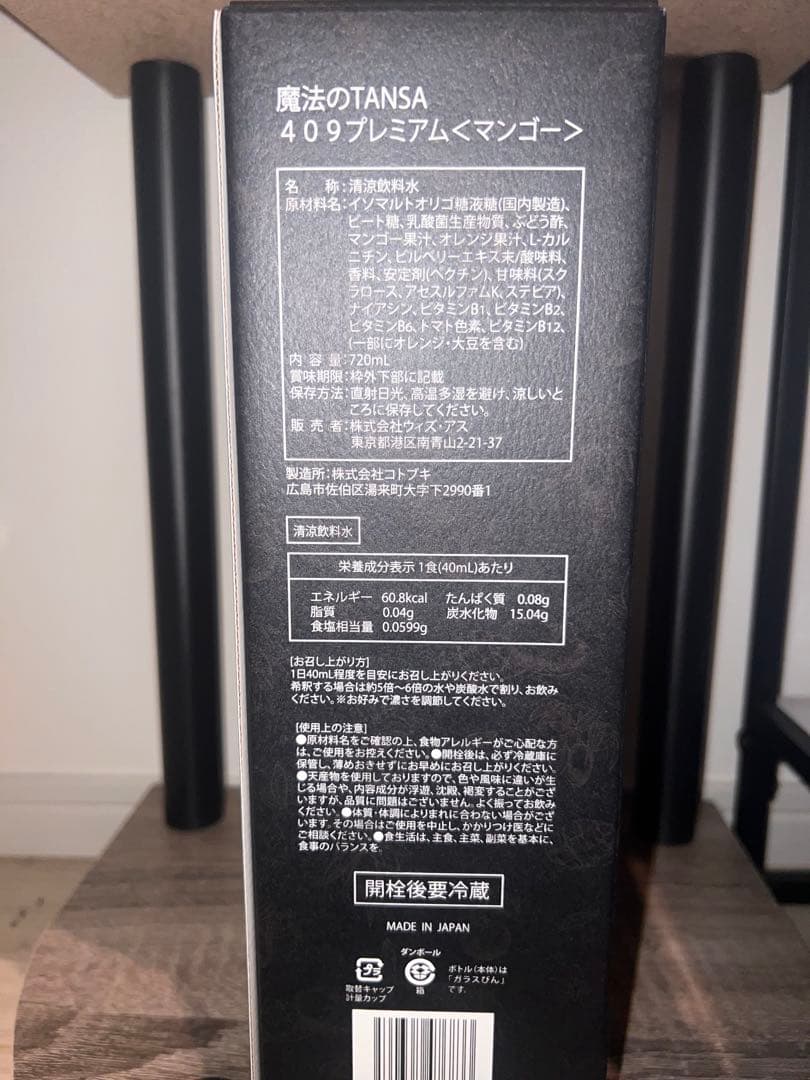 魔法のTANSA
409プレミアム<マンゴー>
名　称:清涼飲料水
原材料名:イソマルトオリゴ糖液糖(国内製造)、
ビート糖、乳酸菌生産物質、ぶどう酢、
マンゴー果汁、オレンジ果汁、L-カル
ニチン、ビルベリーエキス末/酸味料、
香料、安定剤(ペクチン)、甘味料(スク
ラロース、アセスルファムK、ステビア)、
ナイアシン、ビタミンB1、ビタミンB2、
ビタミンB6、トマト色素、ビタミンB12、
(一部にオレンジ・大豆を含む)
内 容 量:720mL
賞味期限:枠外下部に記載
保存方法:直射日光、高温多湿を避け、涼しいと
ころに保存してください。
販 売 者:株式会社ウィズ・アス
東京都港区南青山2-21-37
製造所:株式会社コトブキ
広島市佐伯区湯来町大字下2990番1
清涼飲料水
栄養成分表示 1食(40mL)あたり
エネルギー 60.8kcal たんぱく質 0.08g
脂質 0.04g 炭水化物 15.04g
食塩相当量 0.0599g
[お召し上がり方]
1日40mL程度を目安にお召し上がりください。
希釈する場合は約5倍〜6倍の水や炭酸水で割り、お飲み
ください。※お好みで濃さを調節してください。
[使用上の注意]
●原材料名をご確認の上、食物アレルギーがご心配な方
は、ご使用をお控えください。●開栓後は、必ず冷蔵庫に
保管し、薄めおきせずにお早めにお召し上がりください。
●天産物を使用しておりますので、色や風味に違いが生
じる場合や、内容成分が浮遊、沈殿、褐変することがござ
いますが、品質に問題はございません。よく振ってお飲み
ください。●体質・体調によりまれに合わない場合がござ
います。その場合はご使用を中止し、かかりつけ医などに
ご相談ください。●食生活は、主食、主菜、副菜を基本に、
食事のバランスを。
開栓後要冷蔵
MADE IN JAPAN
ダンボール
プラ
取替キャップ
計量カップ
箱
ボトル(本体)は
「ガラスびん」
です。